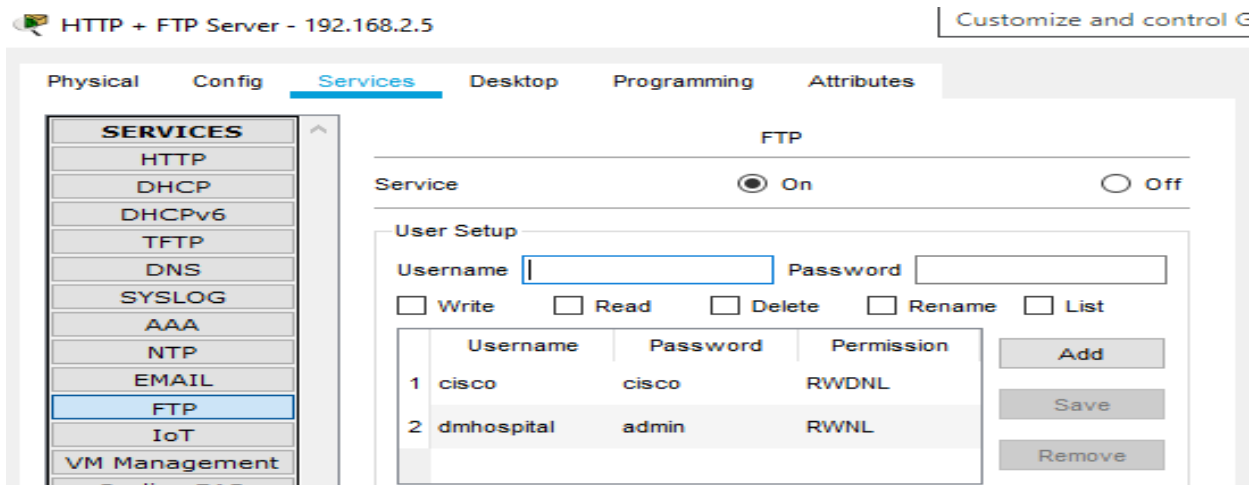 HTTP + FTP Server - 192.168.2.5
Customize and control G
Physical Config Services Desktop Programming Attributes
SERVICES
HTTP
DHCP
DHCPv6
TFTP
DNS
SYSLOG
AAA
NTP
EMAIL
FTP
IoT
VM Management
FTP
Service On Off
User Setup
Username Password
Write Read Delete Rename List
Username Password Permission
1 cisco cisco RWDNL
2 dmhospital admin RWNL
Add
Save
Remove